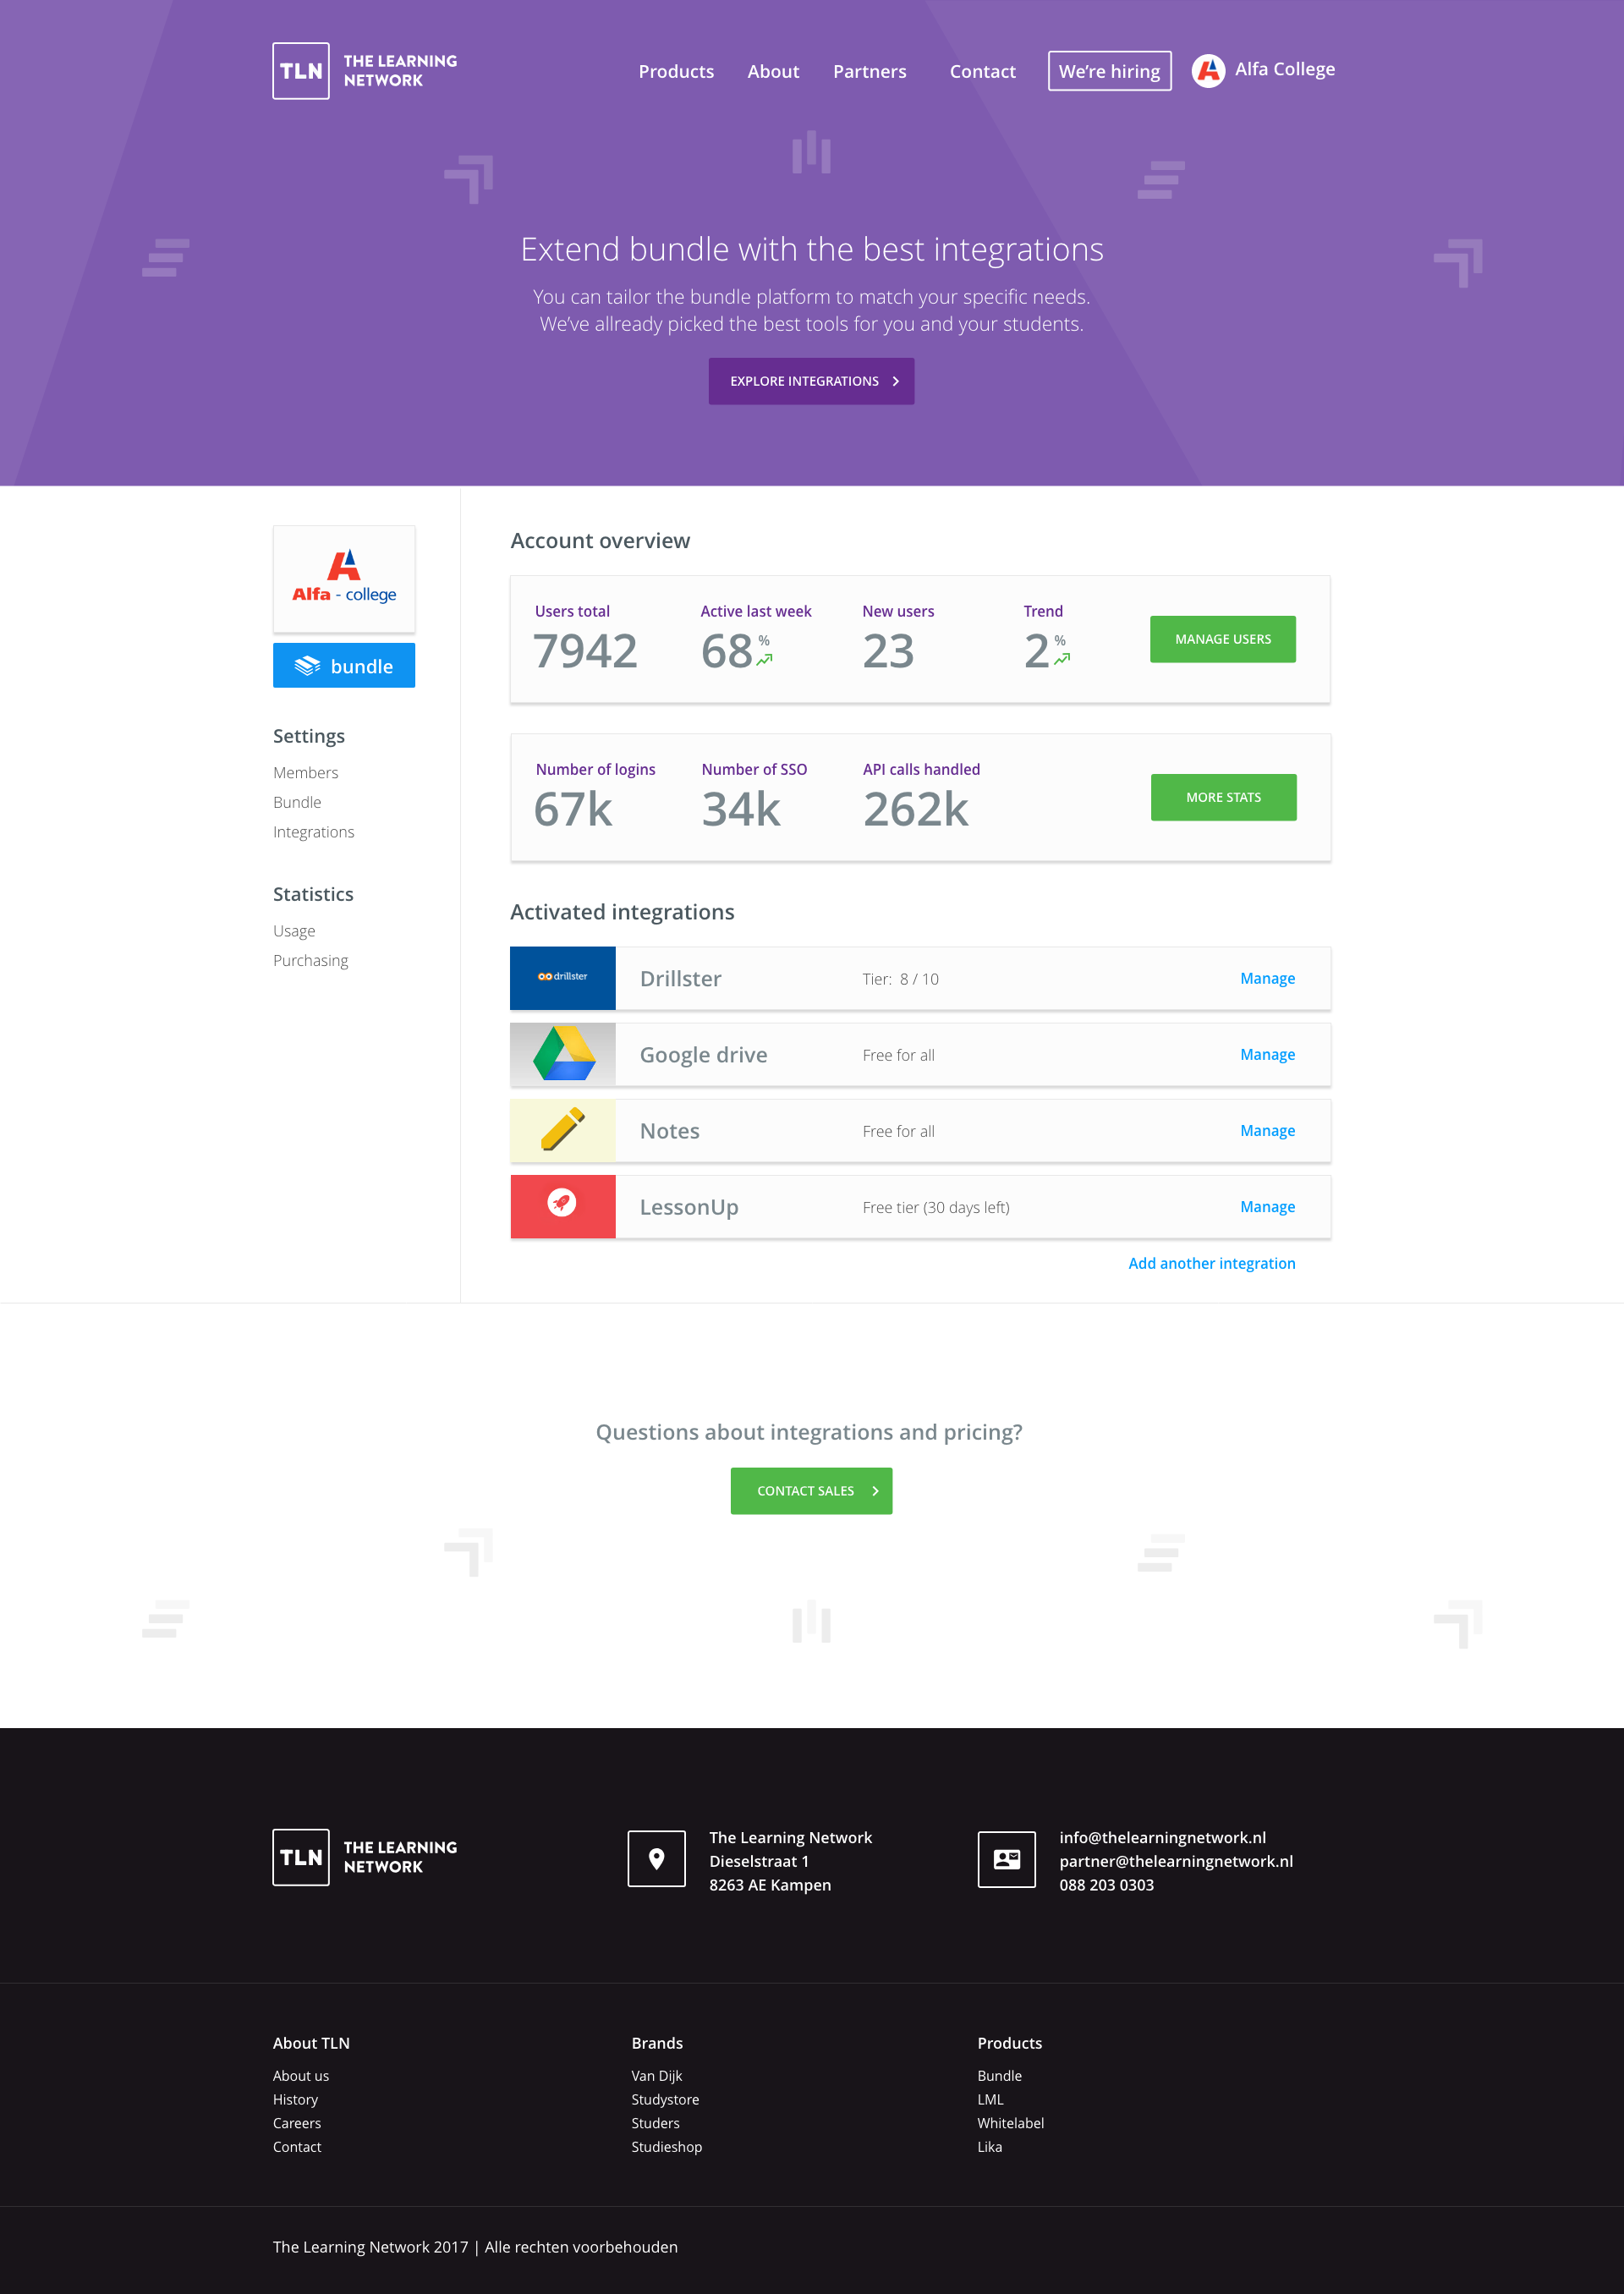 TLN THE LEARNING
NETWORK
Products About Partners Contact We're hiring Alfa College
Extend bundle with the best integrations
You can tailor the bundle platform to match your specific needs.
We've allready picked the best tools for you and your students.
EXPLORE INTEGRATIONS
Alfa - college
bundle
Settings
Members
Bundle
Integrations
Statistics
Usage
Purchasing
Account overview
Users total Active last week New users Trend
7942 68 % 23 2 % MANAGE USERS
Number of logins Number of SSO API calls handled
67k 34k 262k MORE STATS
Activated integrations
drillster Drillster Tier: 8 / 10 Manage
Google drive Free for all Manage
Notes Free for all Manage
LessonUp Free tier (30 days left) Manage
Add another integration
Questions about integrations and pricing?
CONTACT SALES
TLN THE LEARNING
NETWORK
The Learning Network
Dieselstraat 1
8263 AE Kampen
info@thelearningnetwork.nl
partner@thelearningnetwork.nl
088 203 0303
About TLN
About us
History
Careers
Contact
Brands
Van Dijk
Studystore
Studers
Studieshop
Products
Bundle
LML
Whitelabel
Lika
The Learning Network 2017 | Alle rechten voorbehouden